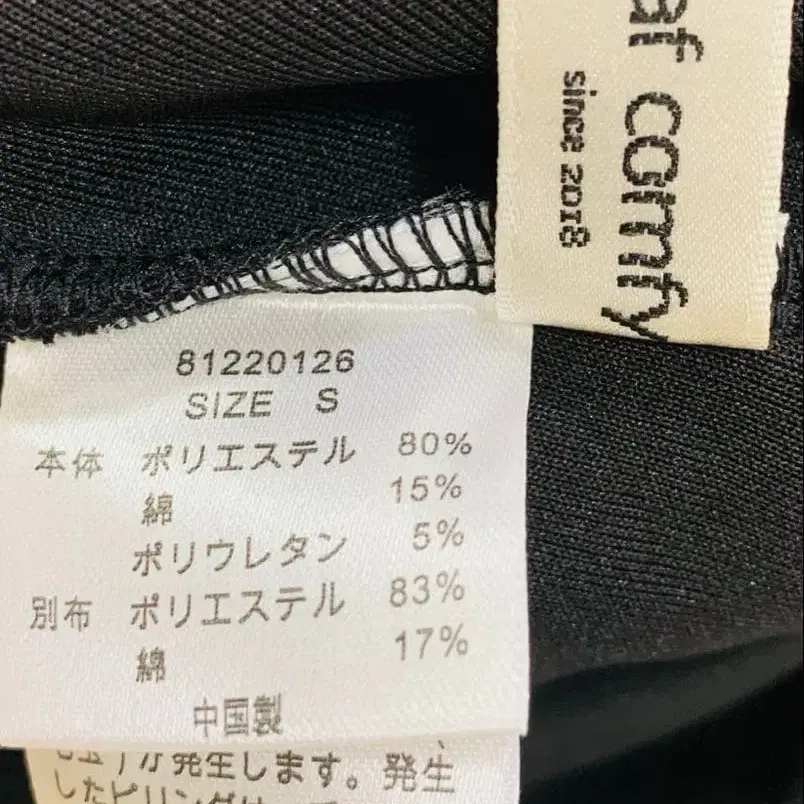 af comfy
since 2018
81220126
SIZE S
本体 ポリエステル 80%
綿 15%
ポリウレタン 5%
別布 ポリエステル 83%
綿 17%
中国製
が発生します。発生
したピリング